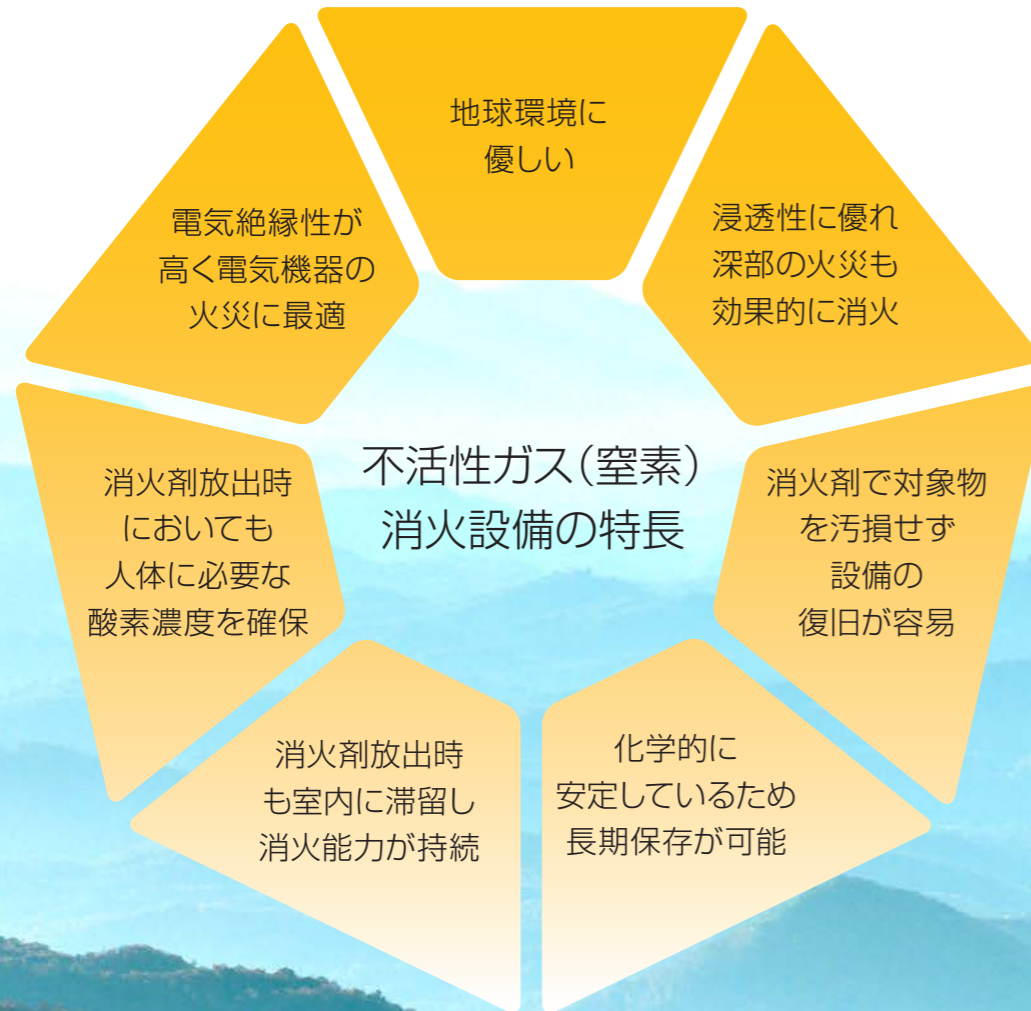 地球環境に
優しい
浸透性に優れ
深部の火災も
効果的に消火
消火剤で対象物
を汚損せず
設備の
復旧が容易
化学的に
安定しているため
長期保存が可能
消火剤放出時
も室内に滞留し
消火能力が持続
消火剤放出時
においても
人体に必要な
酸素濃度を確保
電気絶縁性が
高く電気機器の
火災に最適
不活性ガス（窒素）
消火設備の特長